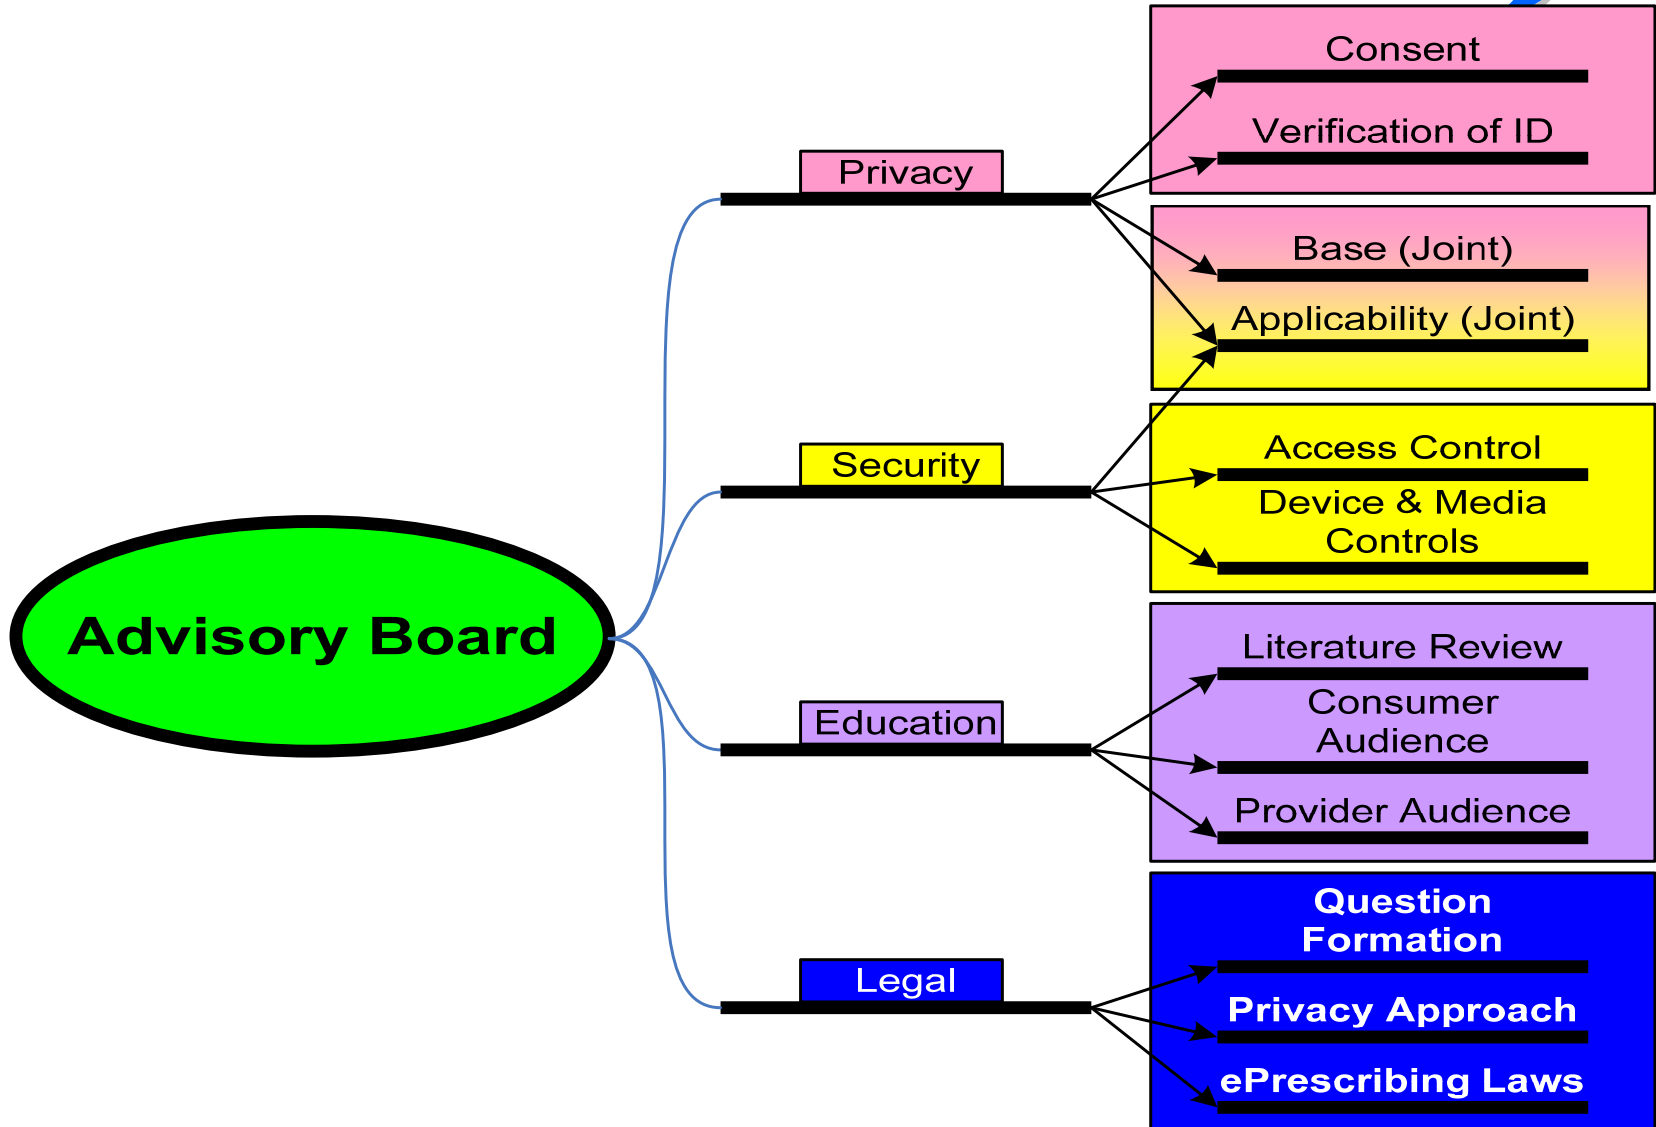 Advisory Board
Privacy
Security
Education
Legal
Consent
Verification of ID
Base (Joint)
Applicability (Joint)
Access Control
Device & Media
Controls
Literature Review
Consumer
Audience
Provider Audience
Question
Formation
Privacy Approach
ePrescribing Laws